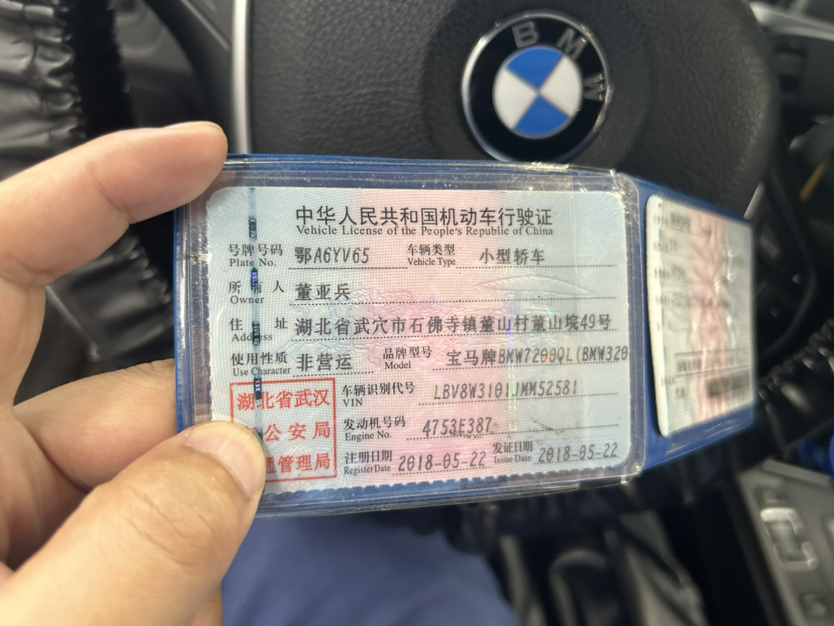 BMW
中华人民共和国机动车行驶证
Vehicle License of the People's Republic of China
号牌号码 鄂A6YV65 车辆类型 小型轿车
Plate No. Vehicle Type
所有人 董亚兵
Owner
住址 湖北省武穴市石佛寺镇董山村董山垸49号
Address
使用性质 非营运 品牌型号 宝马牌BMW7200QL(BMW320
Use Character Model
湖北省武汉 车辆识别代号 LBV8W3101JMM52581
VIN
公安局 发动机号码 4753E387
Engine No.
通管理局 注册日期 2018-05-22 发证日期 2018-05-22
Register Date Issue Date